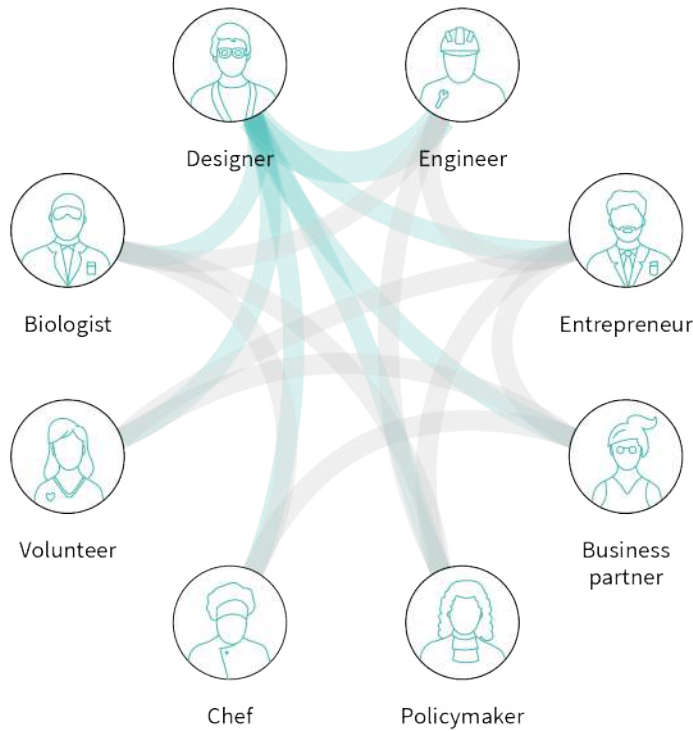 Designer
Engineer
Biologist
Entrepreneur
Volunteer
Business
partner
Chef
Policymaker